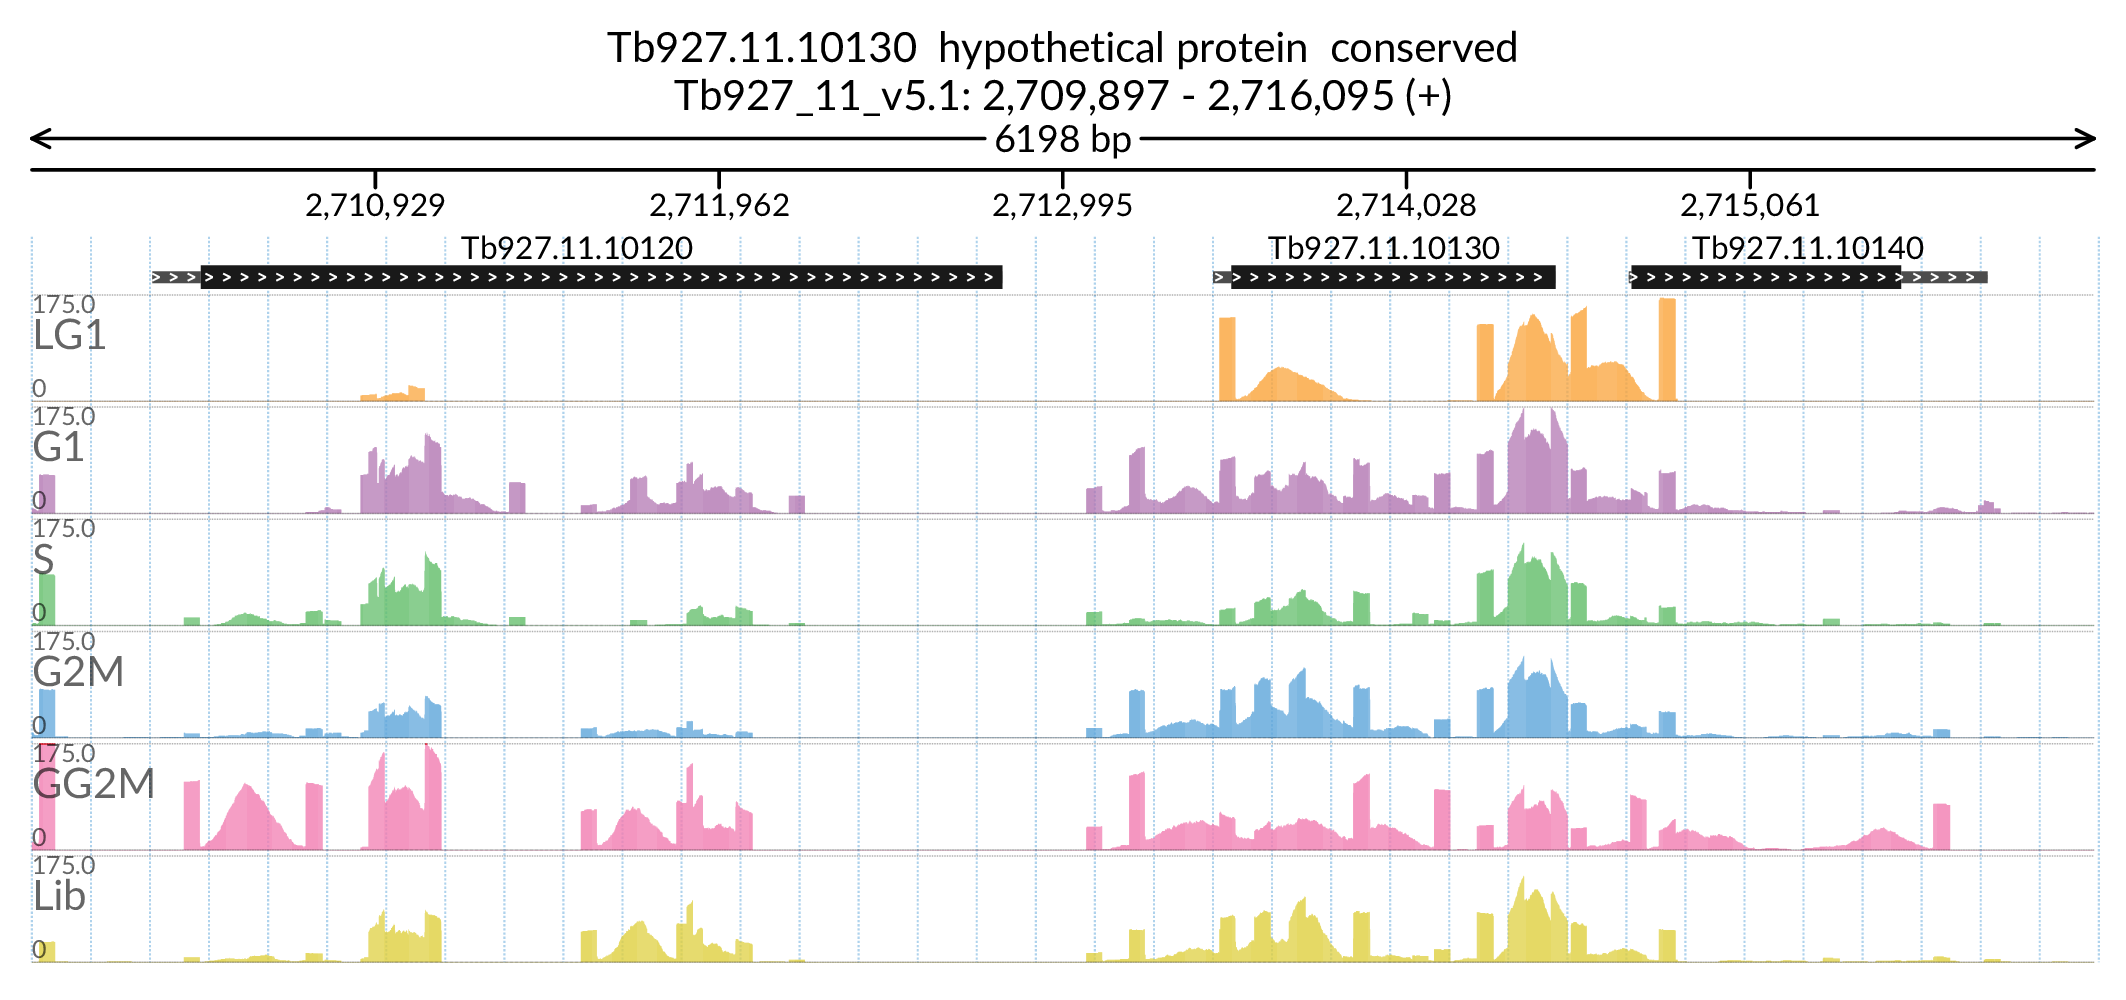 Tb927.11.10130  hypothetical protein  conserved
Tb927_11_v5.1: 2,709,897 - 2,716,095 (+)
6198 bp
2,710,929 2,711,962 2,712,995 2,714,028 2,715,061
Tb927.11.10120 Tb927.11.10130 Tb927.11.10140
175.0
LG1
0
175.0
G1
0
175.0
S
0
175.0
G2M
0
175.0
GG2M
0
175.0
Lib
0